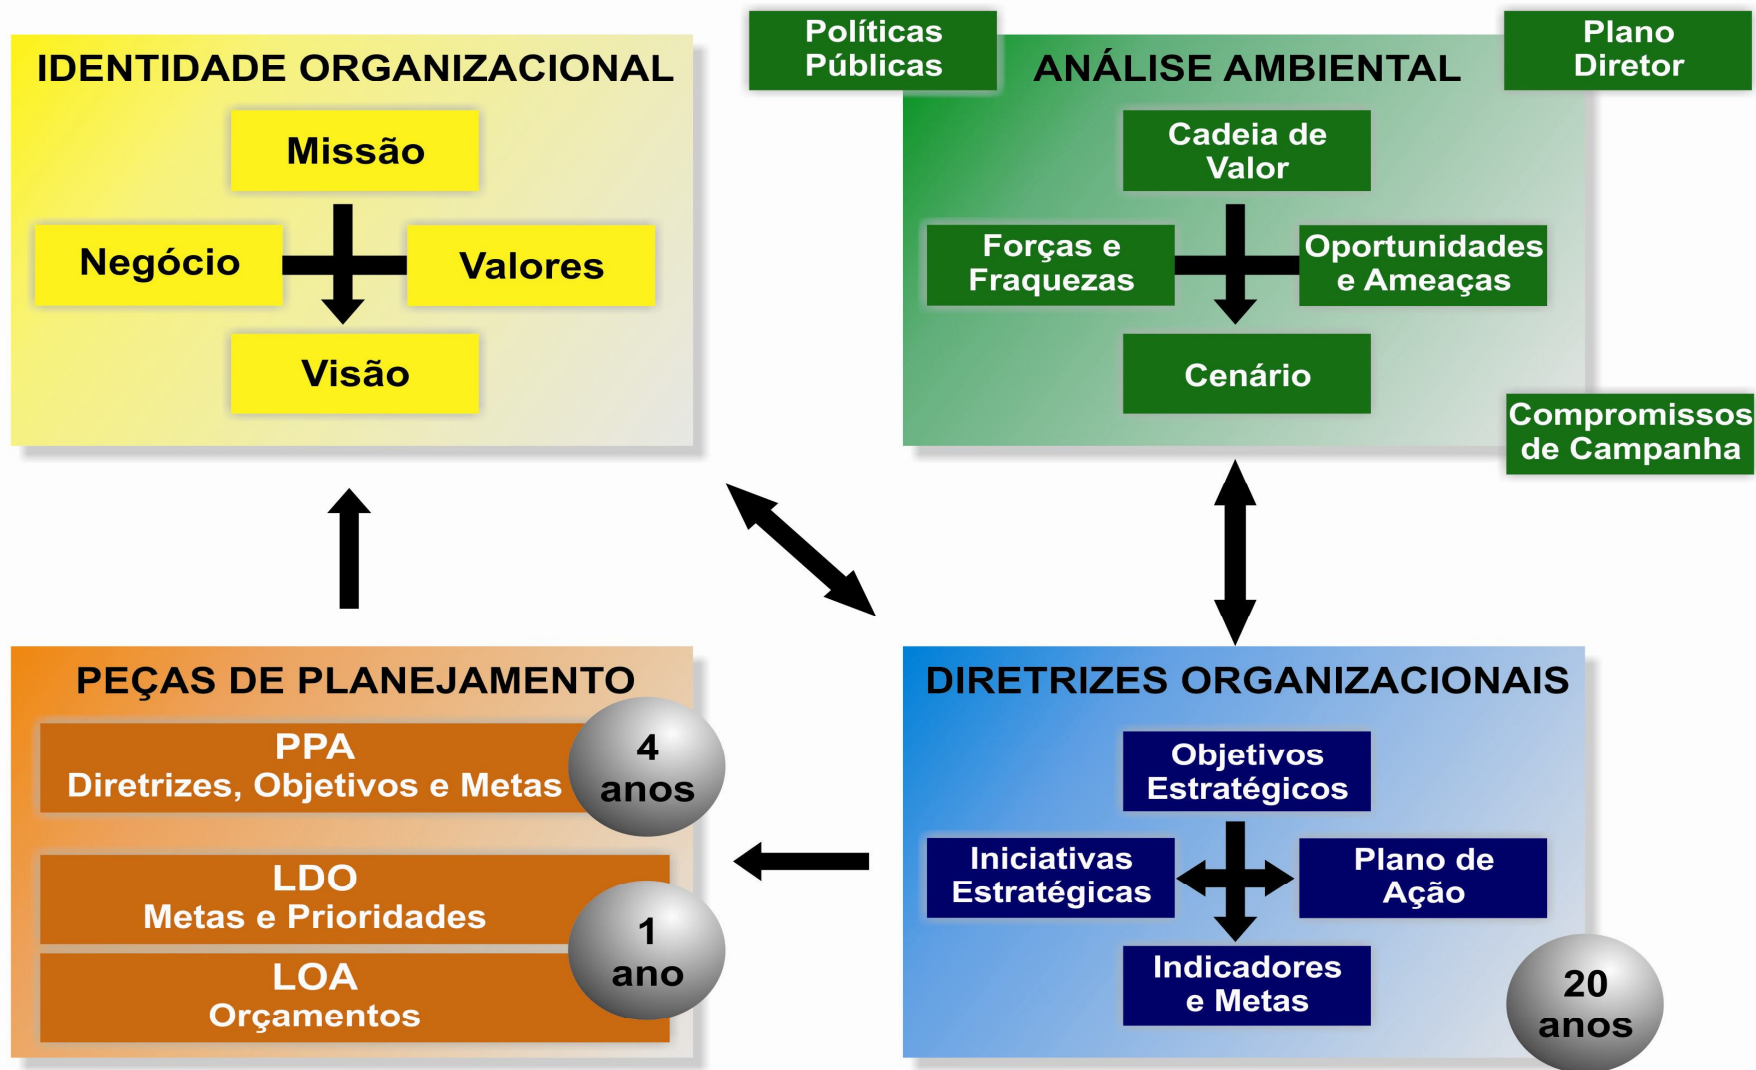 IDENTIDADE ORGANIZACIONAL
Missão
Negócio
Valores
Visão
Políticas
Públicas
ANÁLISE AMBIENTAL
Plano
Diretor
Cadeia de
Valor
Forças e
Fraquezas
Oportunidades
e Ameaças
Cenário
Compromissos
de Campanha
PEÇAS DE PLANEJAMENTO
PPA
Diretrizes, Objetivos e Metas
4
anos
LDO
Metas e Prioridades
1
ano
LOA
Orçamentos
DIRETRIZES ORGANIZACIONAIS
Objetivos
Estratégicos
Iniciativas
Estratégicas
Plano de
Ação
Indicadores
e Metas
20
anos